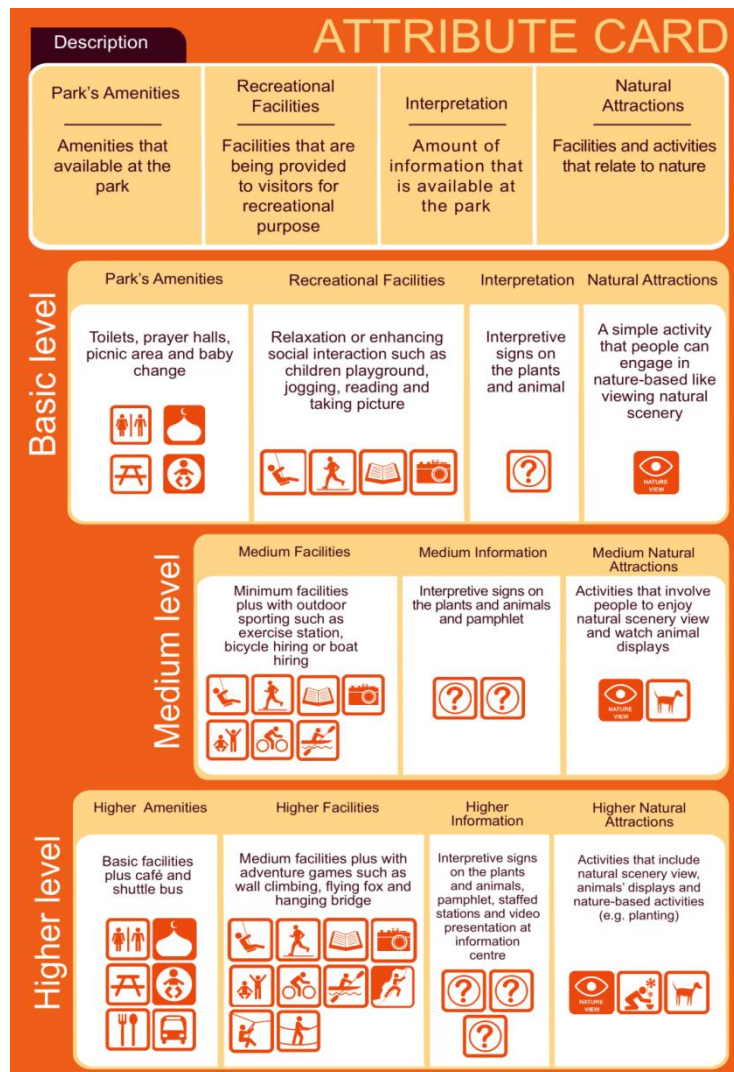 Description
ATTRIBUTE CARD
Park's Amenities
Amenities that
available at the
park
Recreational
Facilities
Facilities that are
being provided
to visitors for
recreational
purpose
Interpretation
Amount of
information that
is available at
the park
Natural
Attractions
Facilities and activities
that relate to nature
Basic level
Park's Amenities
Toilets, prayer halls,
picnic area and baby
change
Recreational Facilities
Relaxation or enhancing
social interaction such as
children playground,
jogging, reading and
taking picture
Interpretation
Interpretive
signs on
the plants
and animal
Natural Attractions
A simple activity
that people can
engage in
nature-based like
viewing natural
scenery
?
NATURE
VIEW
Medium level
Medium Facilities
Minimum facilities
plus with outdoor
sporting such as
exercise station,
bicycle hiring or boat
hiring
Medium Information
Interpretive signs on
the plants and animals
and pamphlet
? ?
Medium Natural
Attractions
Activities that involve
people to enjoy
natural scenery view
and watch animal
displays
NATURE
VIEW
Higher level
Higher Amenities
Basic facilities
plus café and
shuttle bus
Higher Facilities
Medium facilities plus with
adventure games such as
wall climbing, flying fox and
hanging bridge
Higher
Information
Interpretive signs
on the plants
and animals,
pamphlet, staffed
stations and video
presentation at
information
centre
? ?
?
Higher Natural
Attractions
Activities that include
natural scenery view,
animals' displays and
nature-based activities
(e.g. planting)
NATURE
VIEW